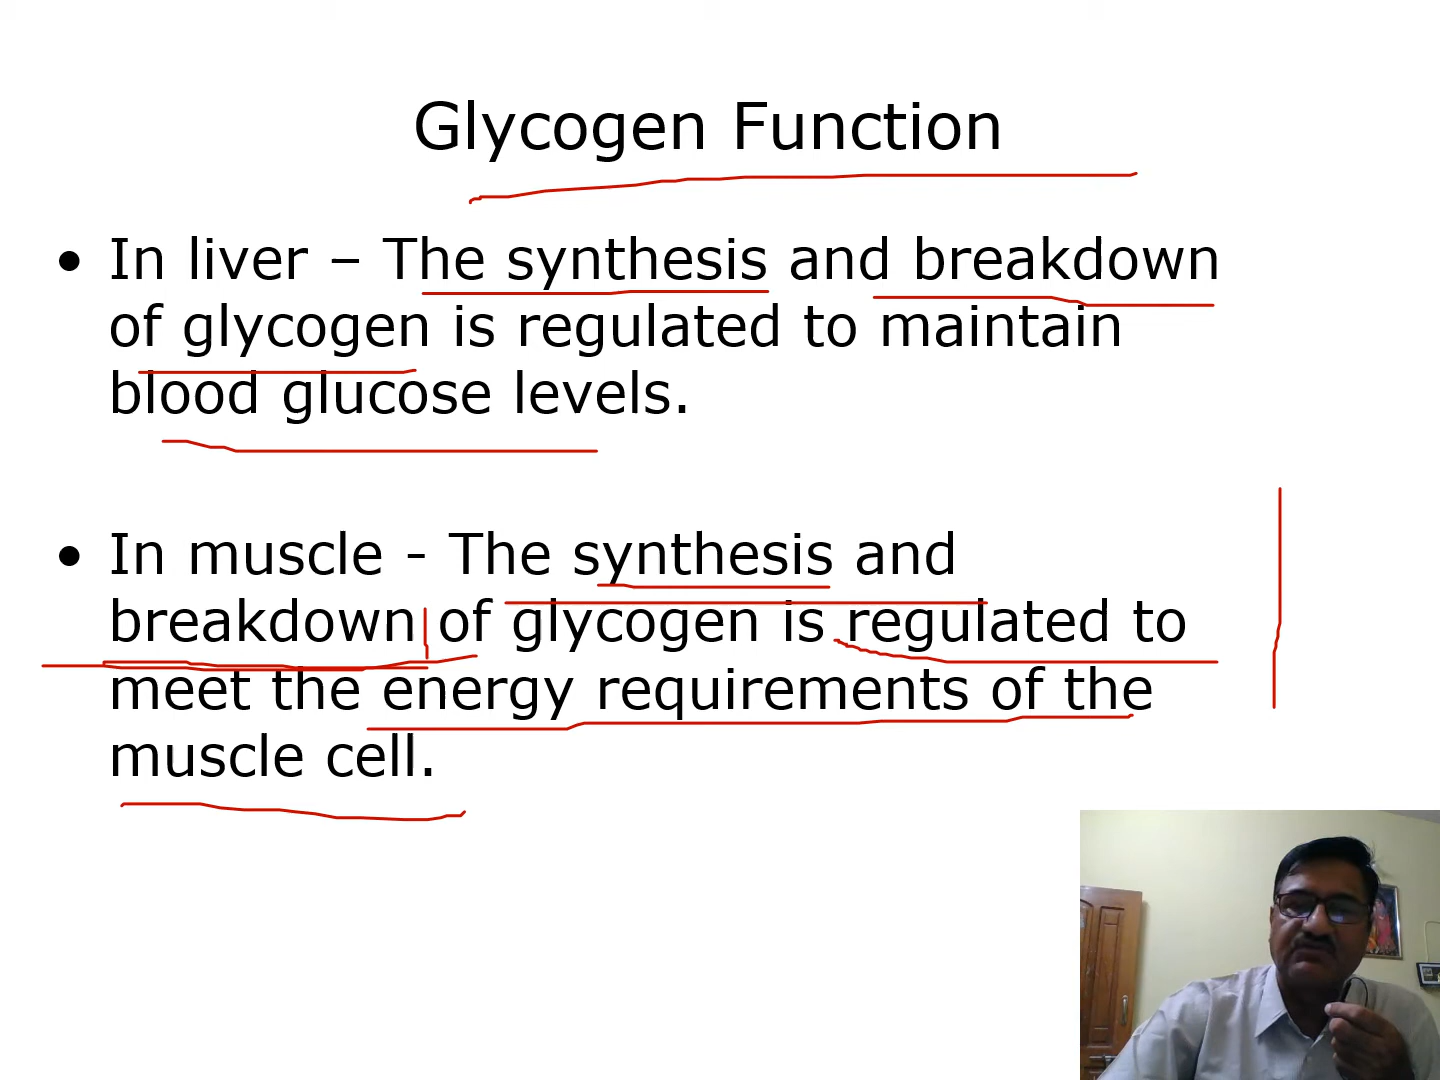 Glycogen Function
• In liver – The synthesis and breakdown
of glycogen is regulated to maintain
blood glucose levels.
• In muscle - The synthesis and
breakdown of glycogen is regulated to
meet the energy requirements of the
muscle cell.